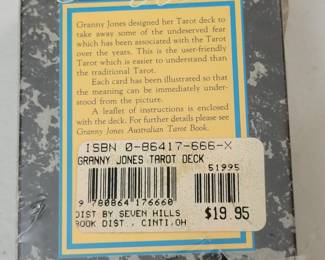 Granny Jones designed her Tarot deck to
take away some of the undeserved fear
which has been associated with the Tarot
over the years. This is the user-friendly
Tarot which is easier to understand than
the traditional Tarot.
Each card has been illustrated so that
the meaning can be immediately under-
stood from the picture.
A leaflet of instructions is enclosed
with the deck. For further details please see
Granny Jones Australian Tarot Book.
ISBN 0-86417-666-X
GRANNY JONES TAROT DECK
51995
9 780864 176660
DIST BY SEVEN HILLS
BOOK DIST., CINTI,OH
$19.95